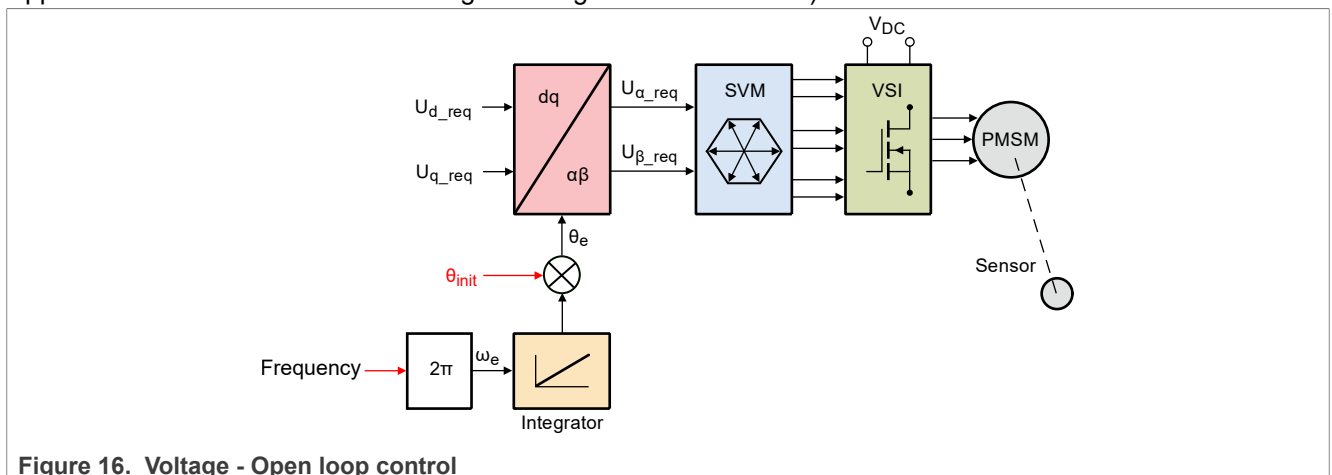 V_DC
dq
U_d_req
U_α_req
SVM
VSI
PMSM
U_q_req
U_β_req
αβ
θ_e
θ_init
Sensor
Frequency
2π
ω_e
Integrator
Figure 16. Voltage - Open loop control